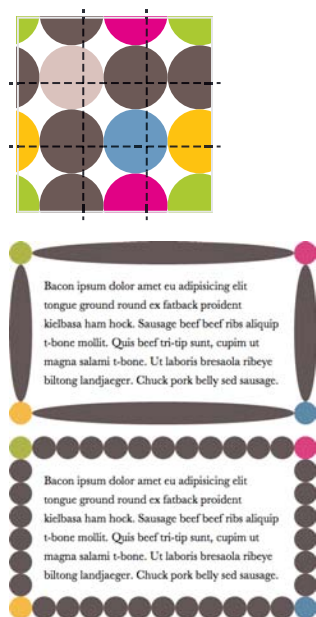 Bacon ipsum dolor amet eu adipisicing elit
tongue ground round ex fatback proident
kielbasa ham hock. Sausage beef beef ribs aliquip
t-bone mollit. Quis beef tri-tip sunt, cupim ut
magna salami t-bone. Ut laboris bresaola ribeye
biltong landjaeger. Chuck pork belly sed sausage.
Bacon ipsum dolor amet eu adipisicing elit
tongue ground round ex fatback proident
kielbasa ham hock. Sausage beef beef ribs aliquip
t-bone mollit. Quis beef tri-tip sunt, cupim ut
magna salami t-bone. Ut laboris bresaola ribeye
biltong landjaeger. Chuck pork belly sed sausage.